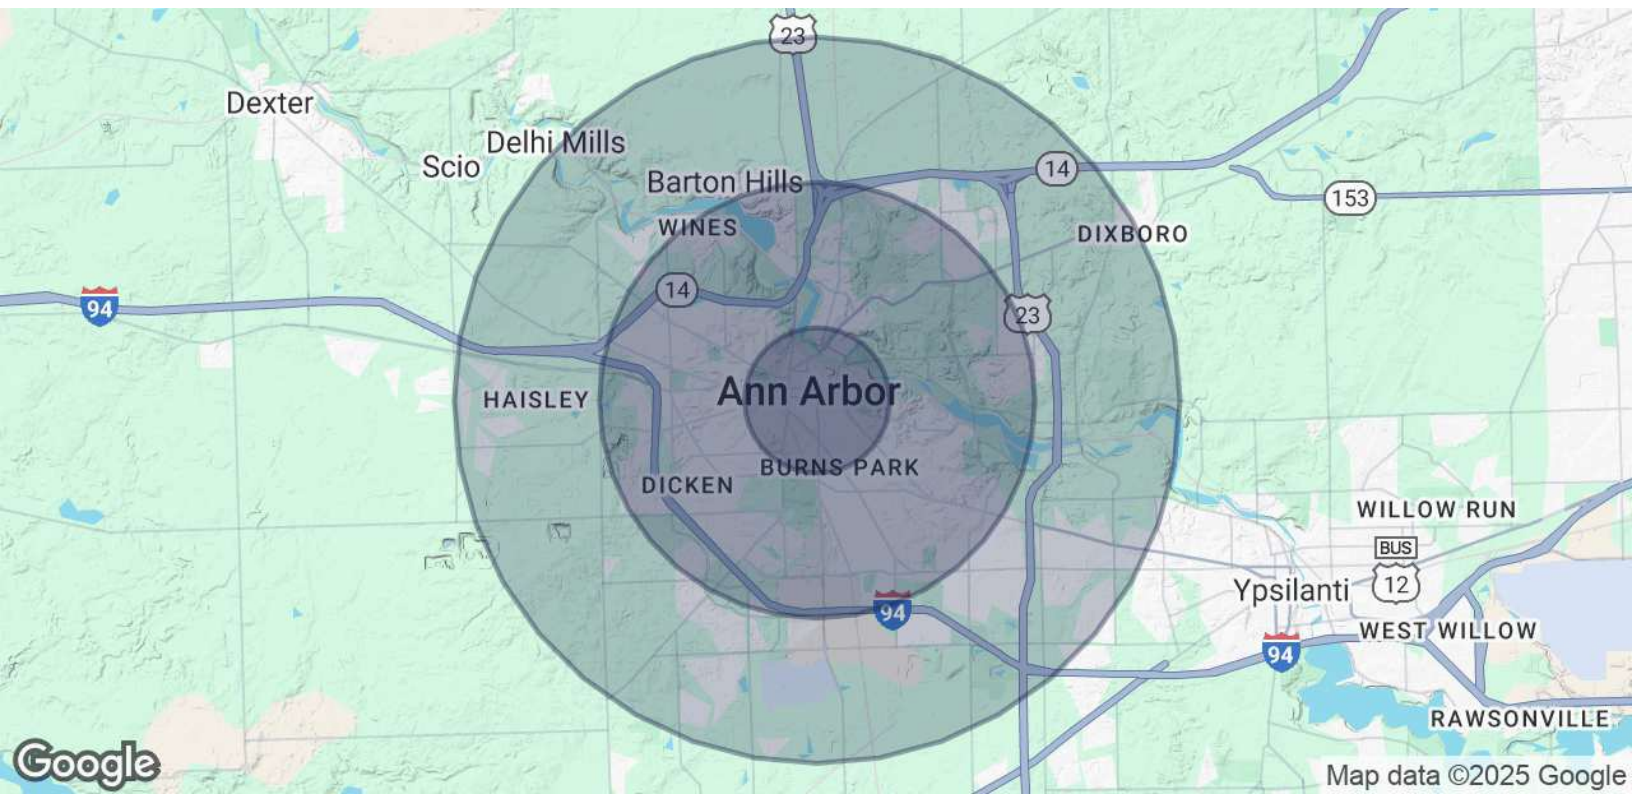 23
Dexter
Delhi Mills
Scio
14
Barton Hills
153
WINES
DIXBORO
14
94
23
Ann Arbor
HAISLEY
BURNS PARK
DICKEN
WILLOW RUN
BUS
12
Ypsilanti
94
WEST WILLOW
94
RAWSONVILLE
Google
Map data ©2025 Google